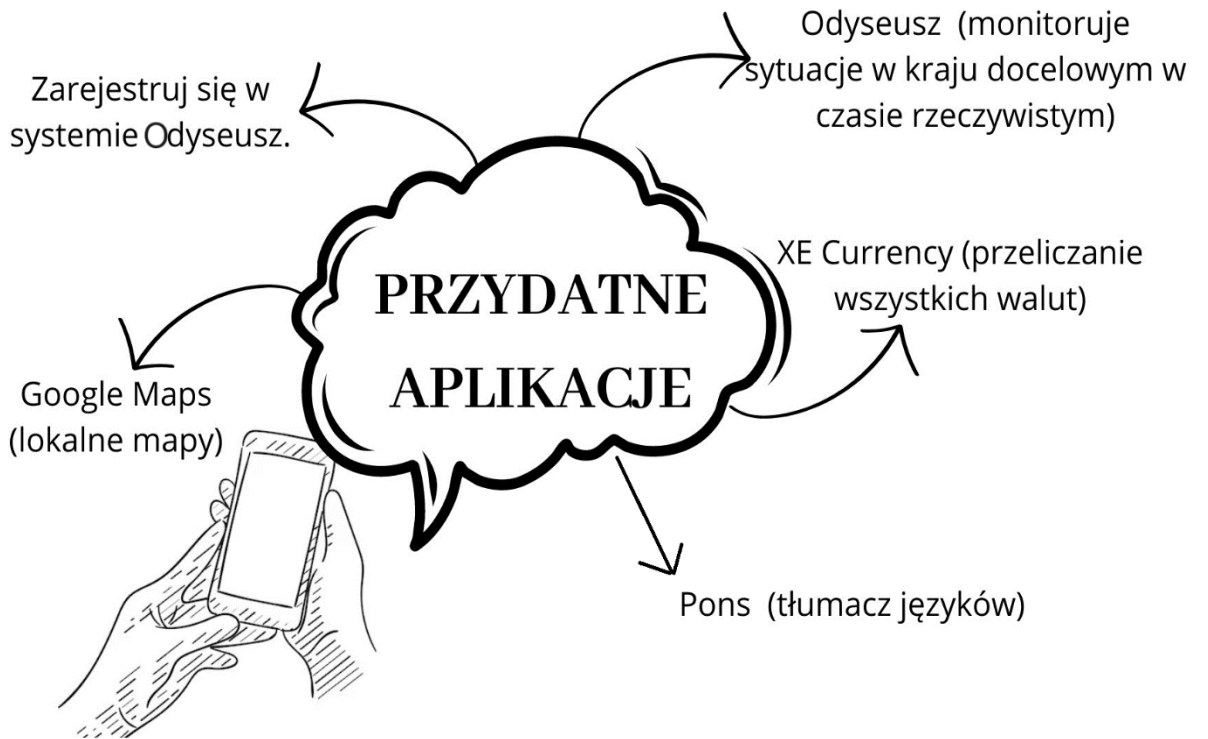 Odyseusz (monitoruje
sytuacje w kraju docelowym w
czasie rzeczywistym)
Zarejestruj się w
systemie Odyseusz.
XE Currency (przeliczanie
wszystkich walut)
PRZYDATNE
APLIKACJE
Google Maps
(lokalne mapy)
Pons (tłumacz języków)